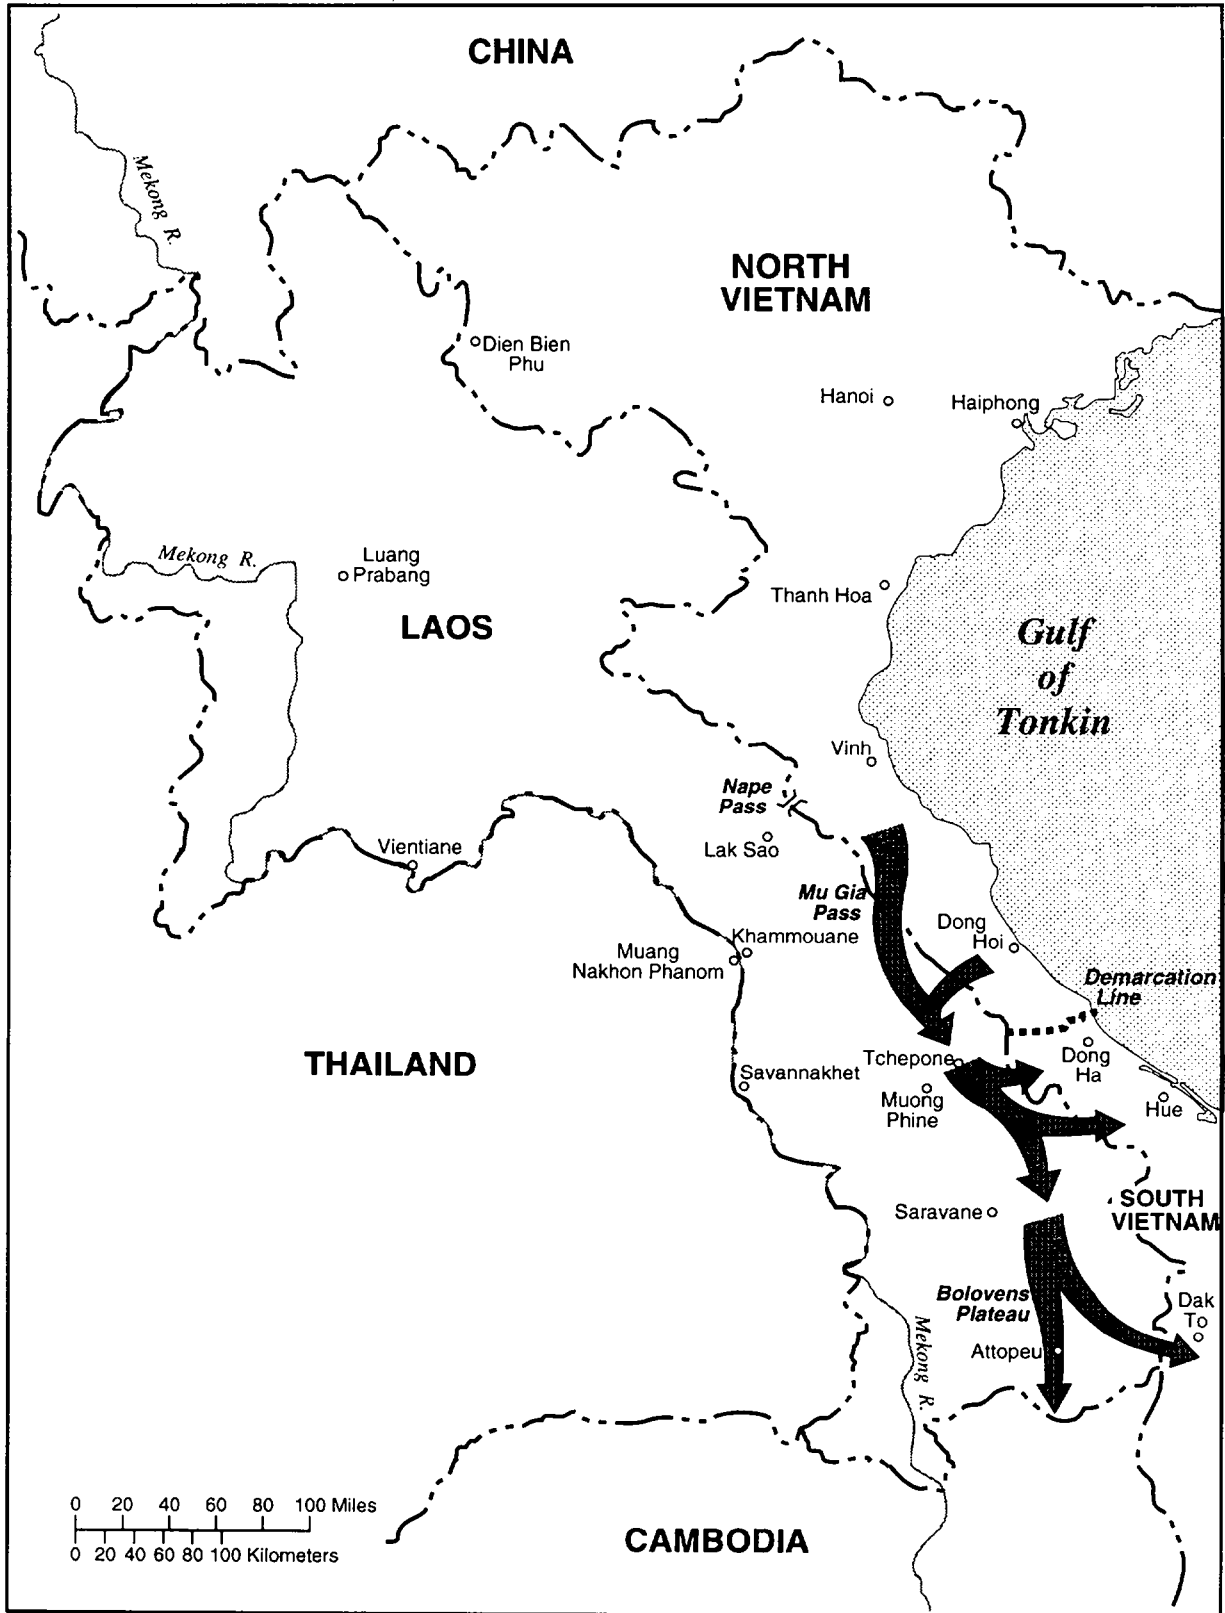 CHINA
Mekong R.
NORTH
VIETNAM
Dien Bien
Phu
Hanoi
Haiphong
Mekong R.
Luang
Prabang
LAOS
Thanh Hoa
Gulf
of
Tonkin
Vinh
Nape
Pass
Lak Sao
Vientiane
Mu Gia
Pass
Dong
Hoi
Khammouane
Muang
Nakhon Phanom
Demarcation
Line
THAILAND
Tchepone
Dong
Ha
Savannakhet
Muong
Phine
Hue
SOUTH
VIETNAM
Saravane
Bolovens
Plateau
Dak
To
Mekong R.
Attopeu
0 20 40 60 80 100 Miles
0 20 40 60 80 100 Kilometers
CAMBODIA